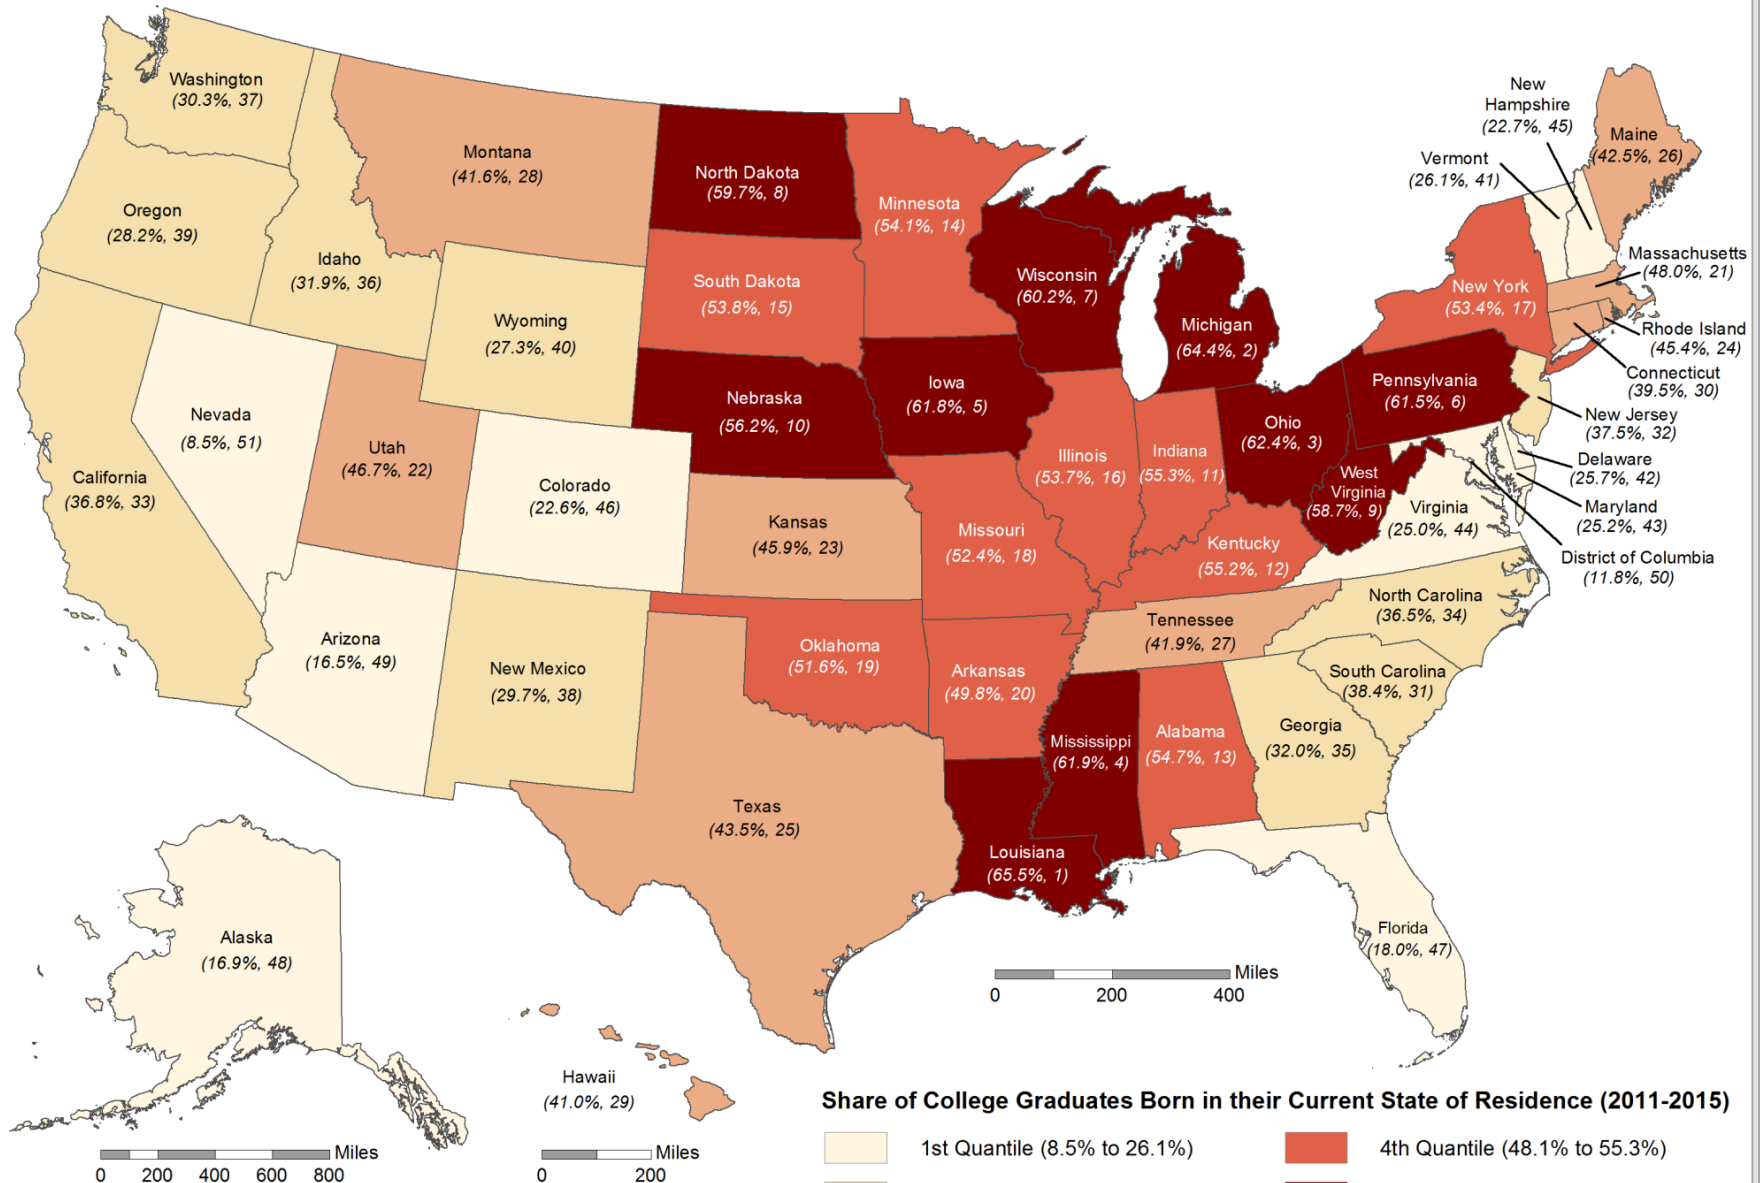 Washington
(30.3%, 37)
Oregon
(28.2%, 39)
Idaho
(31.9%, 36)
Montana
(41.6%, 28)
Wyoming
(27.3%, 40)
California
(36.8%, 33)
Nevada
(8.5%, 51)
Utah
(46.7%, 22)
Colorado
(22.6%, 46)
Arizona
(16.5%, 49)
New Mexico
(29.7%, 38)
North Dakota
(59.7%, 8)
South Dakota
(53.8%, 15)
Nebraska
(56.2%, 10)
Kansas
(45.9%, 23)
Oklahoma
(51.6%, 19)
Texas
(43.5%, 25)
Minnesota
(54.1%, 14)
Iowa
(61.8%, 5)
Missouri
(52.4%, 18)
Arkansas
(49.8%, 20)
Louisiana
(65.5%, 1)
Wisconsin
(60.2%, 7)
Michigan
(64.4%, 2)
Illinois
(53.7%, 16)
Indiana
(55.3%, 11)
Ohio
(62.4%, 3)
Kentucky
(55.2%, 12)
Tennessee
(41.9%, 27)
Mississippi
(61.9%, 4)
Alabama
(54.7%, 13)
Georgia
(32.0%, 35)
Florida
(18.0%, 47)
South Carolina
(38.4%, 31)
North Carolina
(36.5%, 34)
Virginia
(25.0%, 44)
West
Virginia
(58.7%, 9)
Pennsylvania
(61.5%, 6)
New York
(53.4%, 17)
Vermont
(26.1%, 41)
New
Hampshire
(22.7%, 45)
Maine
(42.5%, 26)
Massachusetts
(48.0%, 21)
Rhode Island
(45.4%, 24)
Connecticut
(39.5%, 30)
New Jersey
(37.5%, 32)
Delaware
(25.7%, 42)
Maryland
(25.2%, 43)
District of Columbia
(11.8%, 50)
Alaska
(16.9%, 48)
Hawaii
(41.0%, 29)
Miles
0 200 400
Miles
0 200 400 600 800
Miles
0 200
Share of College Graduates Born in their Current State of Residence (2011-2015)
1st Quantile (8.5% to 26.1%)
4th Quantile (48.1% to 55.3%)